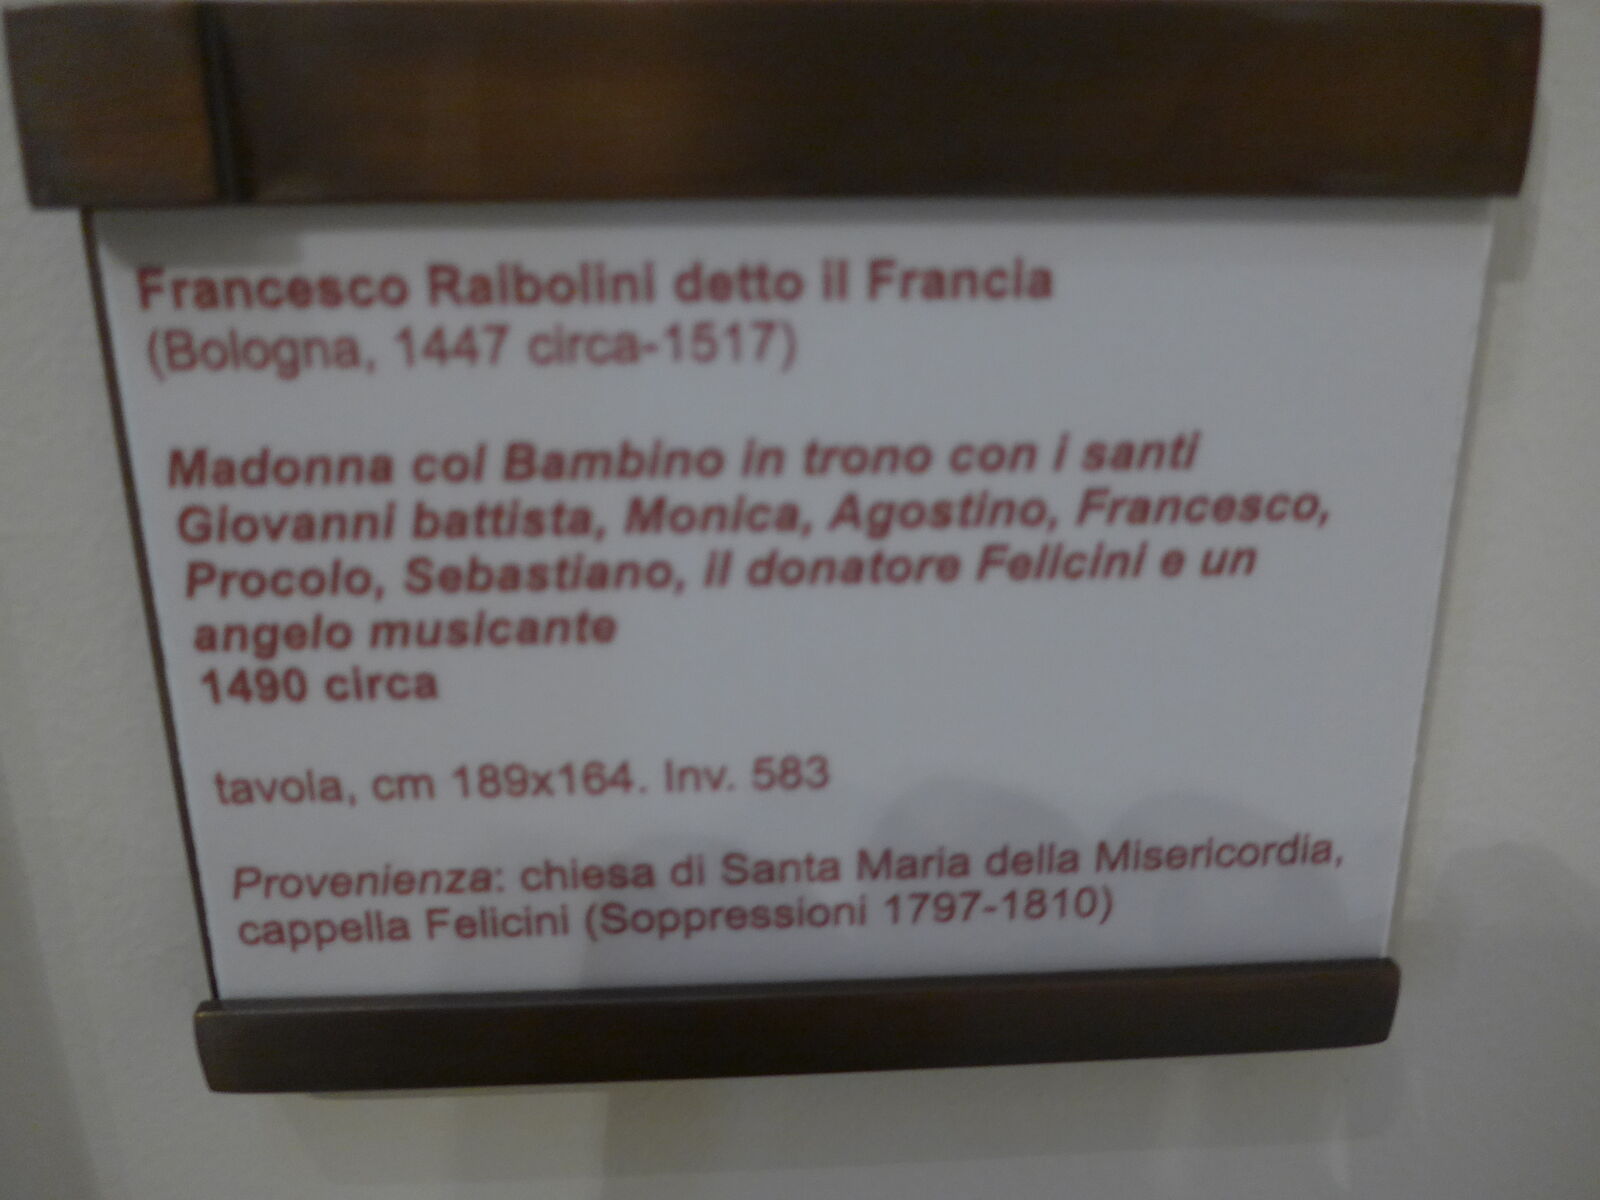 Francesco Raibolini detto il Francia
(Bologna, 1447 circa-1517)
Madonna col Bambino in trono con i santi
Giovanni battista, Monica, Agostino, Francesco,
Procolo, Sebastiano, il donatore Felicini e un
angelo musicante
1490 circa
tavola, cm 189x164. Inv. 583
Provenienza: chiesa di Santa Maria della Misericordia,
cappella Felicini (Soppressioni 1797-1810)